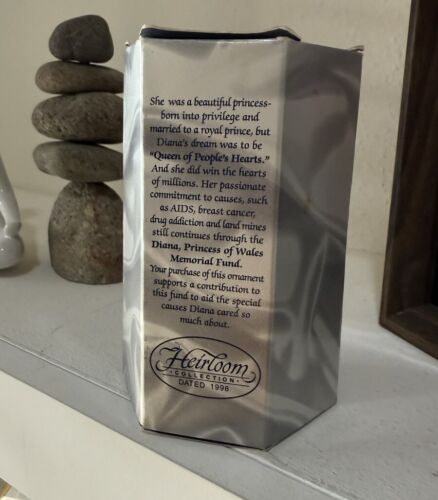 She was a beautiful princess-
born into privilege and
married to a royal prince, but
Diana's dream was to be
"Queen of People's Hearts."
And she did win the hearts
of millions. Her passionate
commitment to causes, such
as AIDS, breast cancer,
drug addiction and land mines
still continues through the
Diana, Princess of Wales
Memorial Fund.
Your purchase of this ornament
supports a contribution to
this fund to aid the special
causes Diana cared so
much about.
Heirloom
• COLLECTION •
DATED 1998